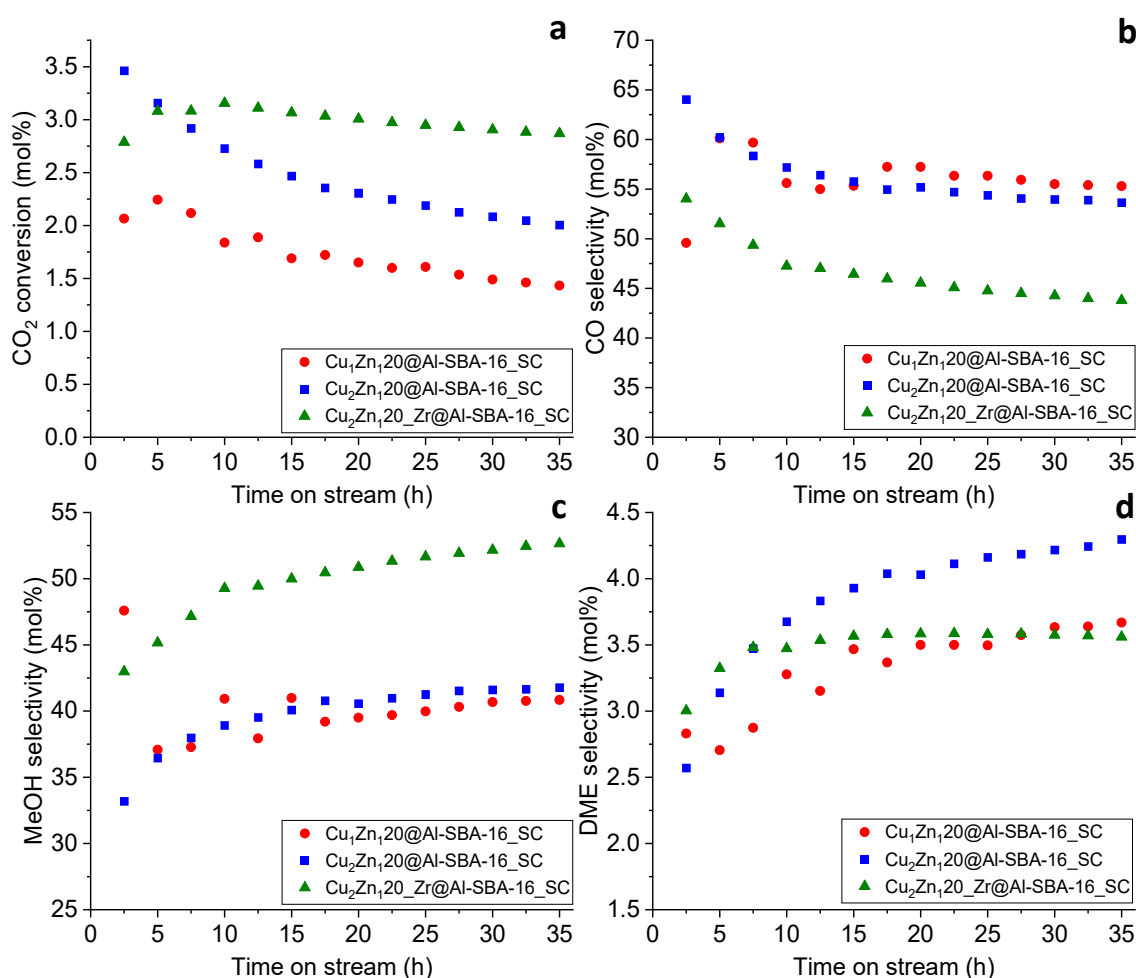 a
CO2 conversion (mol%)
3.5
3.0
2.5
2.0
1.5
1.0
0.5
0.0
0 5 10 15 20 25 30 35
Time on stream (h)
Cu1Zn120@Al-SBA-16_SC
Cu2Zn120@Al-SBA-16_SC
Cu2Zn120_Zr@Al-SBA-16_SC
b
CO selectivity (mol%)
70
65
60
55
50
45
40
35
30
0 5 10 15 20 25 30 35
Time on stream (h)
Cu1Zn120@Al-SBA-16_SC
Cu2Zn120@Al-SBA-16_SC
Cu2Zn120_Zr@Al-SBA-16_SC
c
MeOH selectivity (mol%)
55
50
45
40
35
30
25
0 5 10 15 20 25 30 35
Time on stream (h)
Cu1Zn120@Al-SBA-16_SC
Cu2Zn120@Al-SBA-16_SC
Cu2Zn120_Zr@Al-SBA-16_SC
d
DME selectivity (mol%)
4.5
4.0
3.5
3.0
2.5
2.0
1.5
0 5 10 15 20 25 30 35
Time on stream (h)
Cu1Zn120@Al-SBA-16_SC
Cu2Zn120@Al-SBA-16_SC
Cu2Zn120_Zr@Al-SBA-16_SC